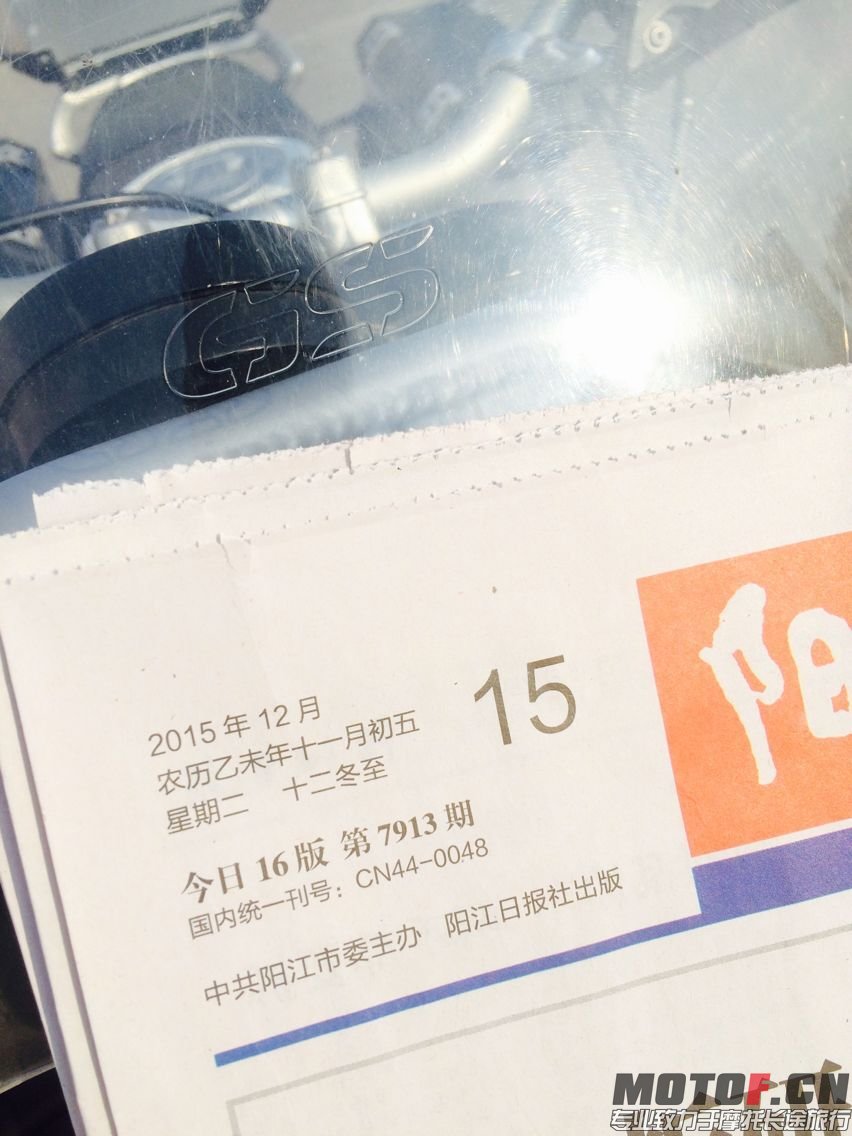 GS
2015年12月
15
农历乙未年十一月初五
星期二 十二冬至
今日16版 第7913期
国内统一刊号：CN44-0048
中共阳江市委主办 阳江日报社出版
阳
MOTOF.CN
专业致力于摩托长途旅行